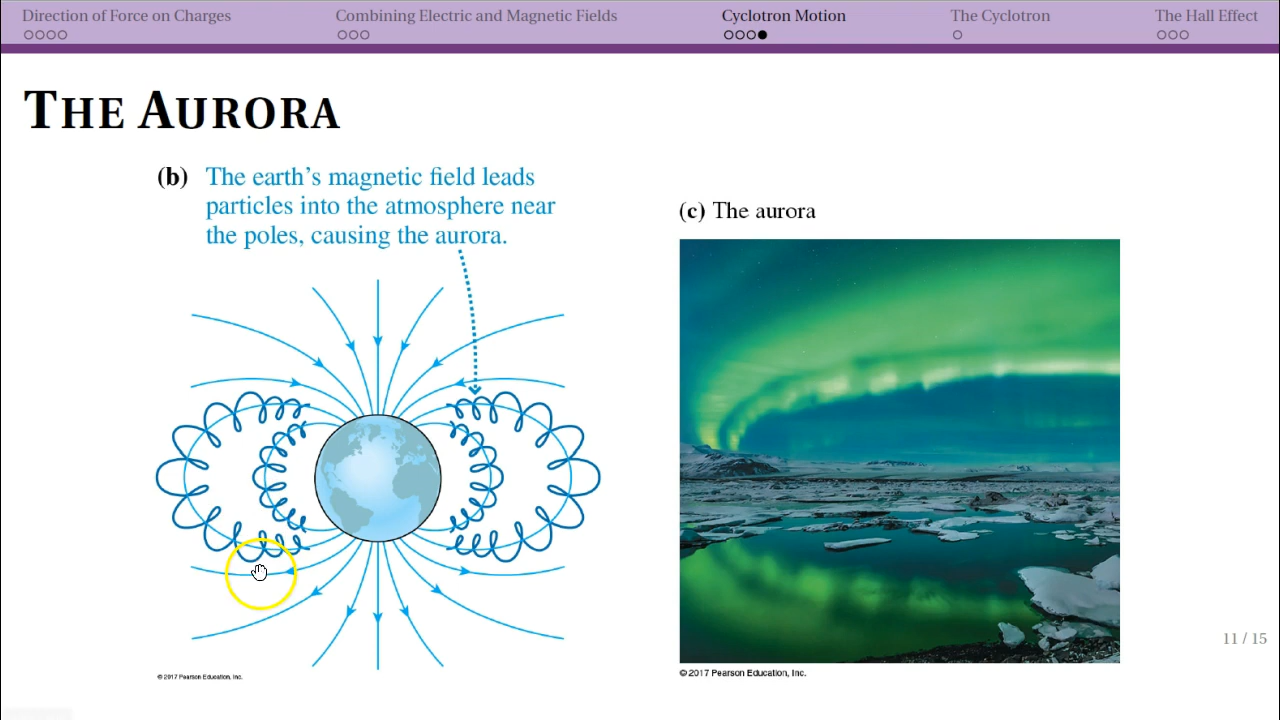 Direction of Force on Charges
Combining Electric and Magnetic Fields
Cyclotron Motion
The Cyclotron
The Hall Effect
THE AURORA
(b) The earth's magnetic field leads
particles into the atmosphere near
the poles, causing the aurora.
(c) The aurora
© 2017 Pearson Education, Inc.
© 2017 Pearson Education, Inc.
11 / 15